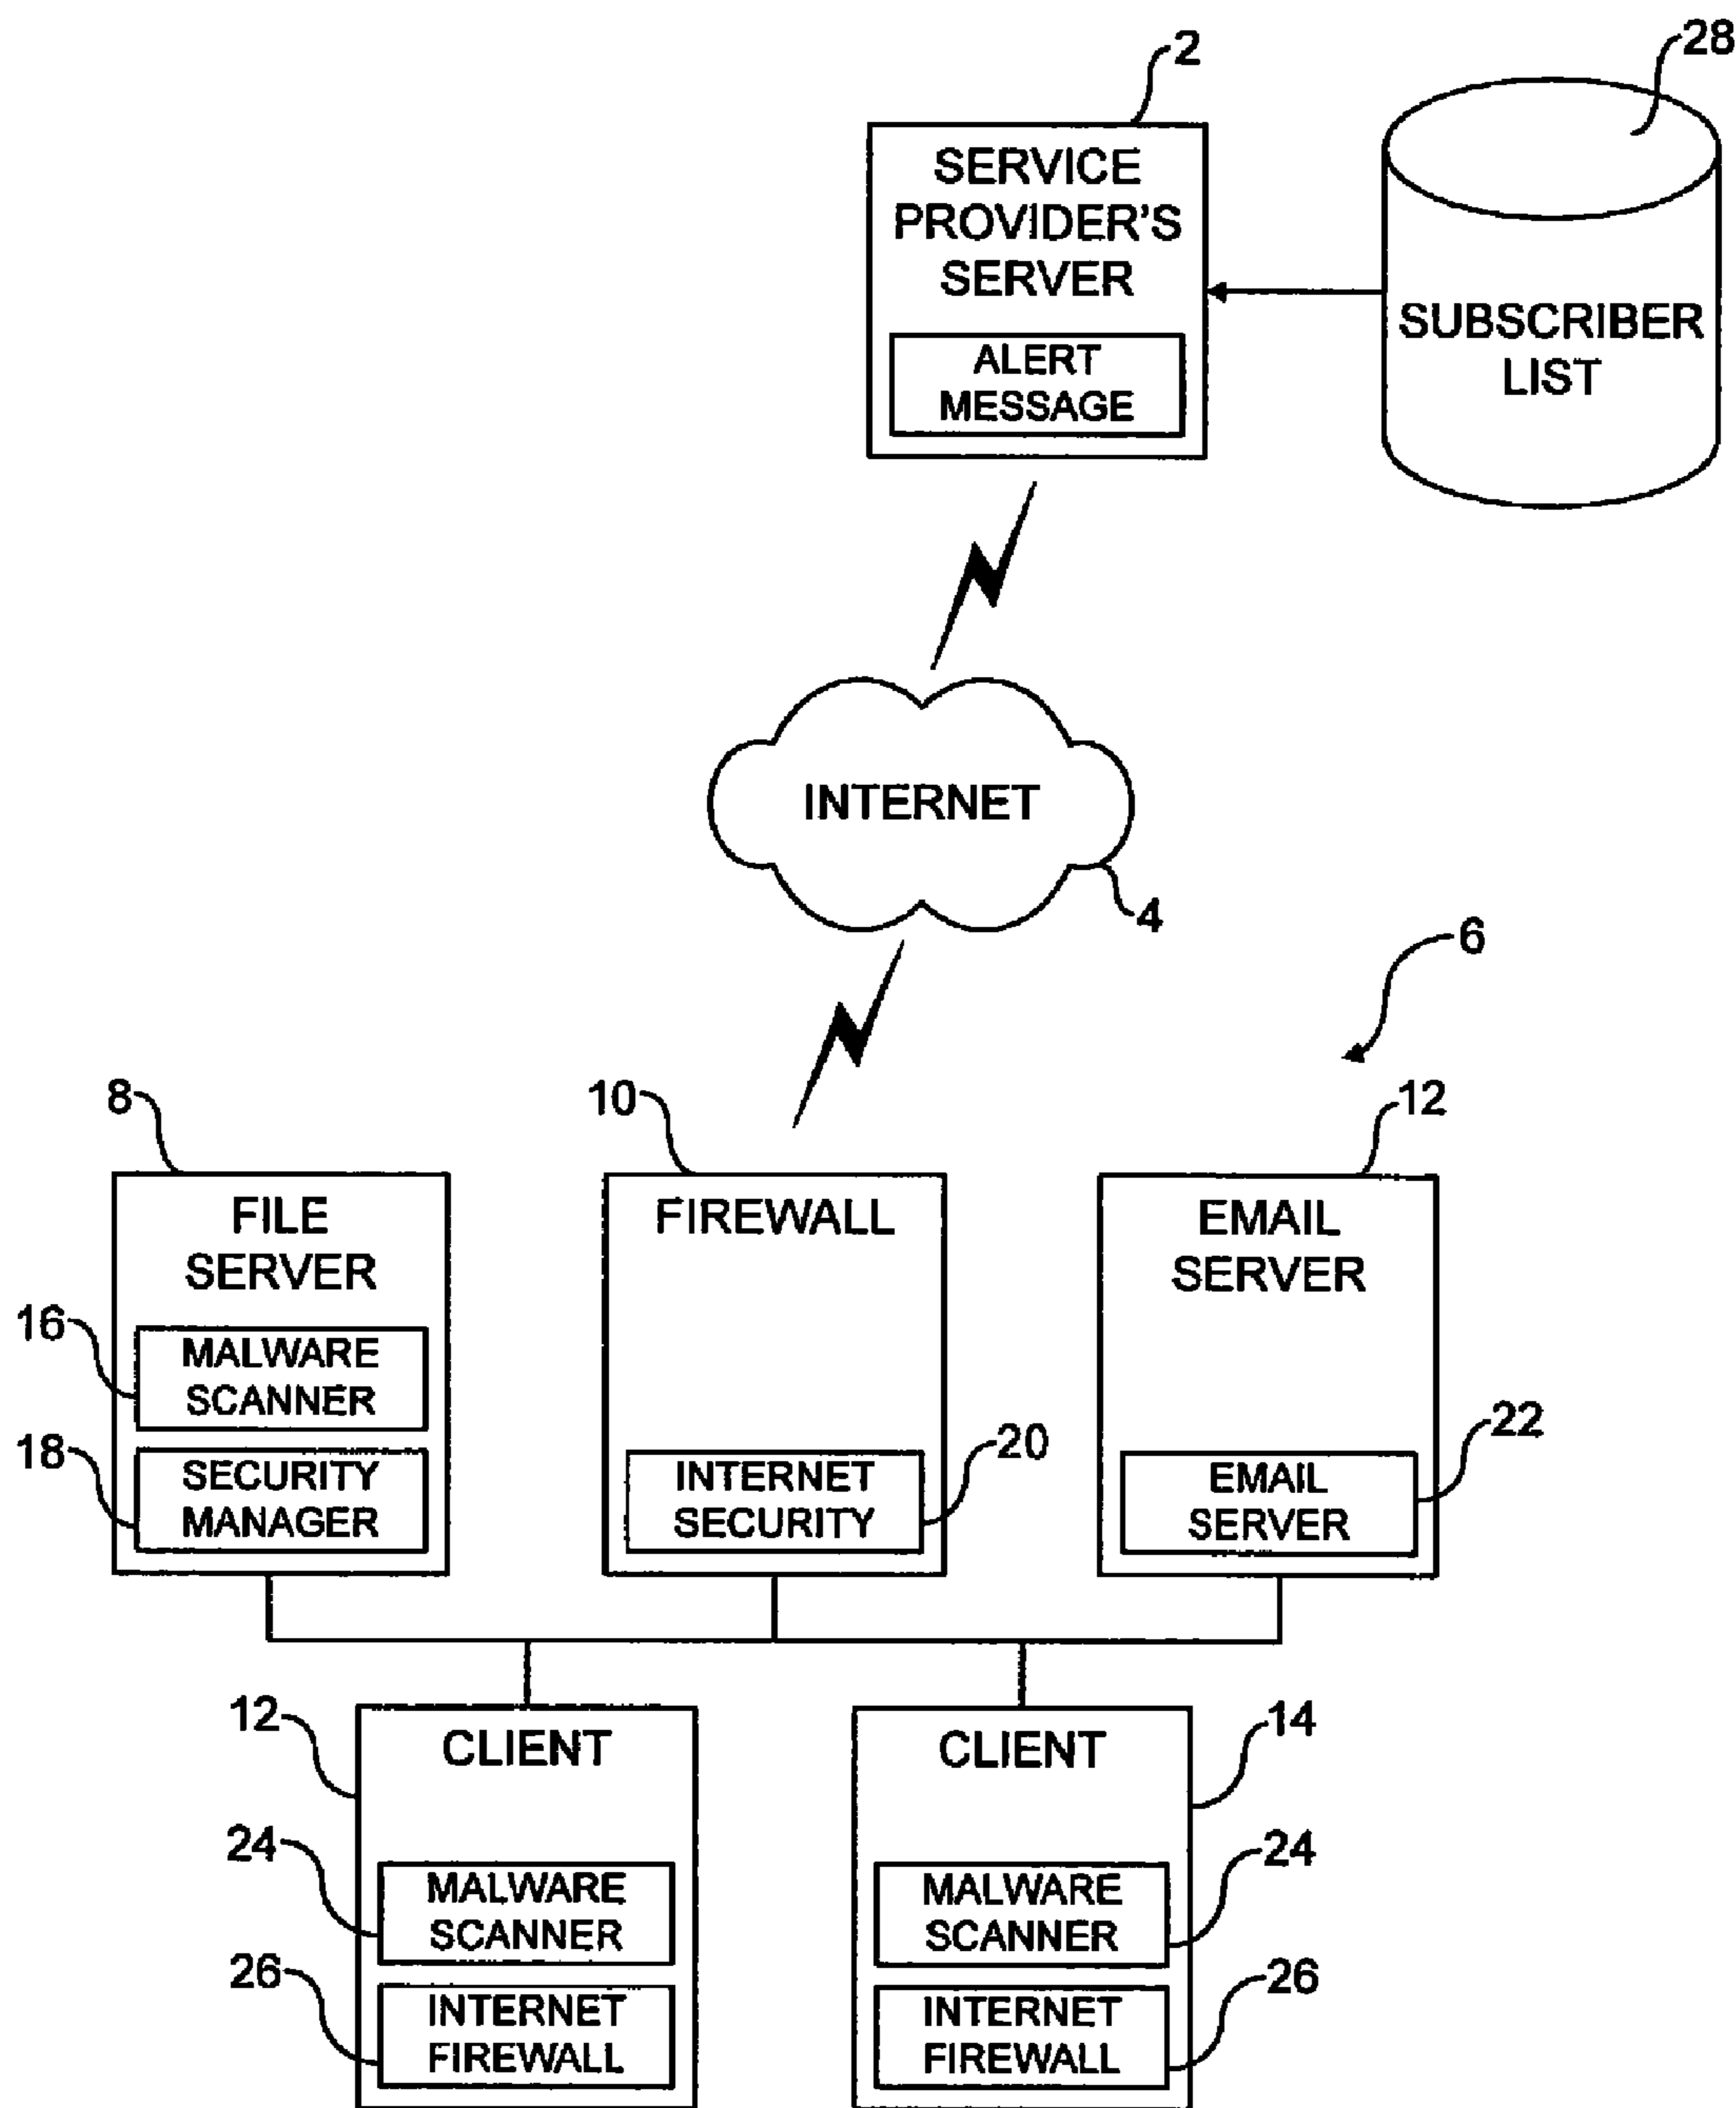 2
28
SERVICE
PROVIDER'S
SERVER
ALERT
MESSAGE
SUBSCRIBER
LIST
INTERNET
4
6
8
10
12
FILE
SERVER
FIREWALL
EMAIL
SERVER
16
MALWARE
SCANNER
18
SECURITY
MANAGER
INTERNET
SECURITY
20
EMAIL
SERVER
22
12
CLIENT
CLIENT
14
24
MALWARE
SCANNER
MALWARE
SCANNER
24
26
INTERNET
FIREWALL
INTERNET
FIREWALL
26